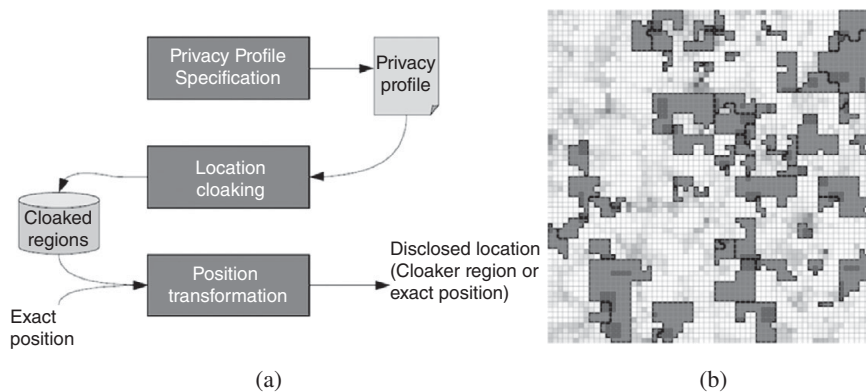 Privacy Profile
Specification
Privacy
profile
Location
cloaking
Cloaked
regions
Position
transformation
Disclosed location
(Cloaker region or
exact position)
Exact
position
(a)
(b)